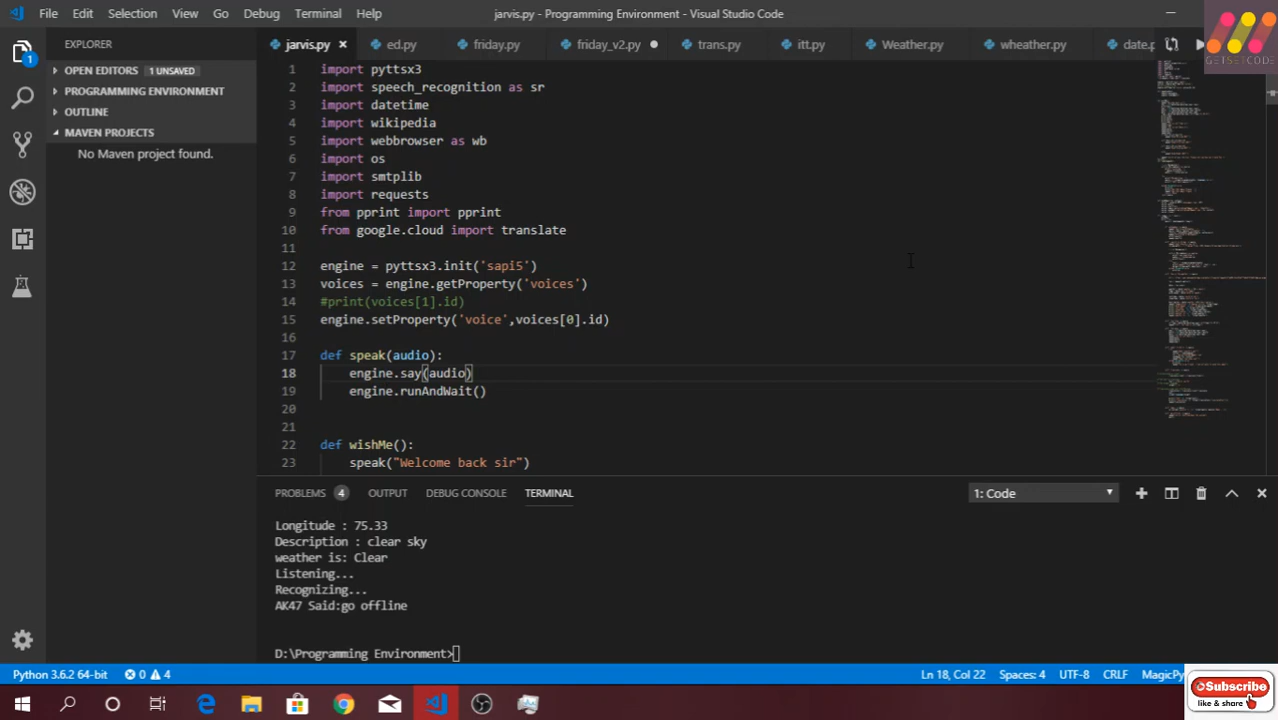 File Edit Selection View Go Debug Terminal Help
jarvis.py - Programming Environment - Visual Studio Code
GETSETCODE
EXPLORER
OPEN EDITORS 1 UNSAVED
PROGRAMMING ENVIRONMENT
OUTLINE
MAVEN PROJECTS
No Maven project found.
jarvis.py ed.py friday.py friday_v2.py trans.py itt.py Weather.py wheather.py date.p
1 import pyttsx3
2 import speech_recognition as sr
3 import datetime
4 import wikipedia
5 import webbrowser as wb
6 import os
7 import smtplib
8 import requests
9 from pprint import pprint
10 from google.cloud import translate
11
12 engine = pyttsx3.init('sapi5')
13 voices = engine.getProperty('voices')
14 #print(voices[1].id)
15 engine.setProperty('voice',voices[0].id)
16
17 def speak(audio):
18 engine.say(audio)
19 engine.runAndWait()
20
21
22 def wishMe():
23 speak("Welcome back sir")
PROBLEMS 4 OUTPUT DEBUG CONSOLE TERMINAL 1: Code
Longitude : 75.33
Description : clear sky
weather is: Clear
Listening...
Recognizing...
AK47 Said:go offline
D:\Programming Environment>
1
Python 3.6.2 64-bit 0 4 Ln 18, Col 22 Spaces: 4 UTF-8 CRLF MagicPy
Subscribe
like & share